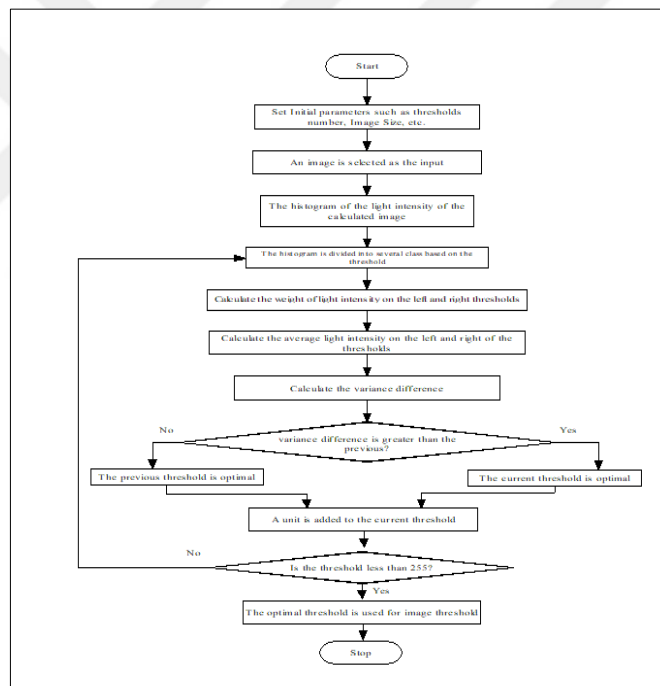 Start
Set Initial parameters such as thresholds
number, Image Size, etc.
An image is selected as the input
The histogram of the light intensity of the
calculated image
The histogram is divided into several class based on the
threshold
Calculate the weight of light intensity on the left and right thresholds
Calculate the average light intensity on the left and right of the
thresholds
Calculate the variance difference
No
Yes
variance difference is greater than the
previous?
The previous threshold is optimal
The current threshold is optimal
A unit is added to the current threshold
No
Is the threshold less than 255?
Yes
The optimal threshold is used for image threshold
Stop